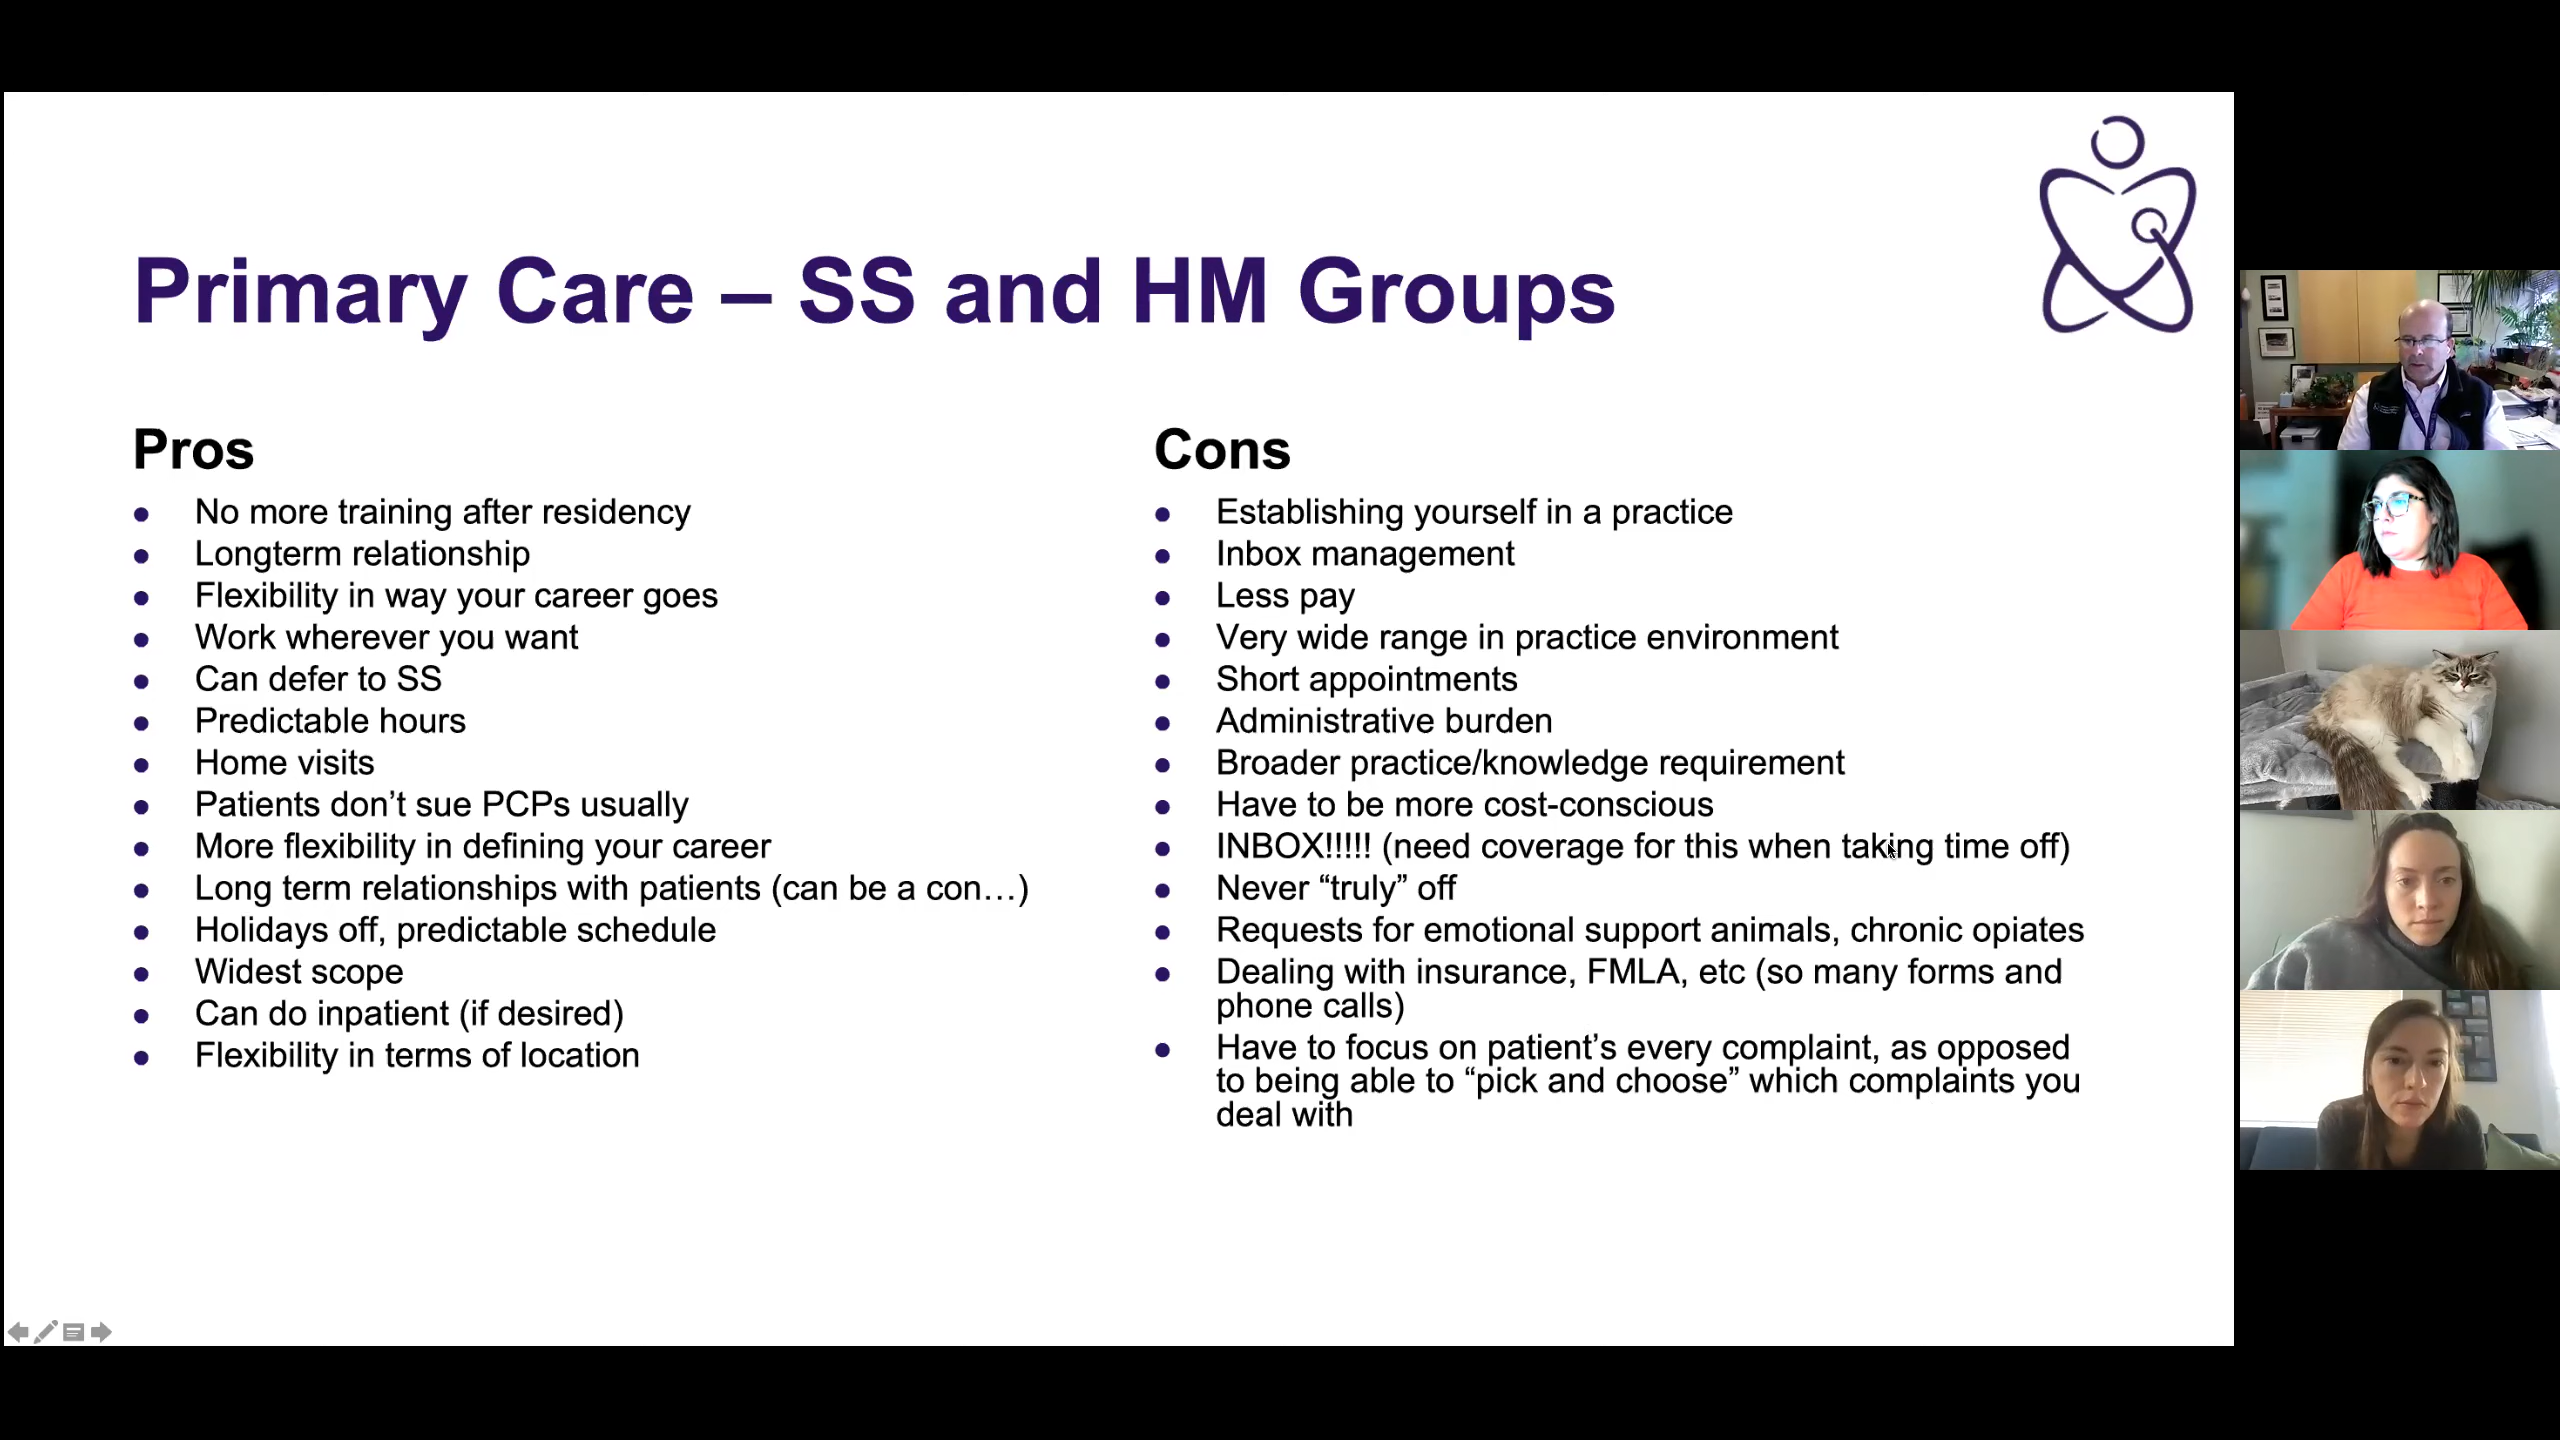 Primary Care – SS and HM Groups
Pros
No more training after residency
Longterm relationship
Flexibility in way your career goes
Work wherever you want
Can defer to SS
Predictable hours
Home visits
Patients don’t sue PCPs usually
More flexibility in defining your career
Long term relationships with patients (can be a con…)
Holidays off, predictable schedule
Widest scope
Can do inpatient (if desired)
Flexibility in terms of location
Cons
Establishing yourself in a practice
Inbox management
Less pay
Very wide range in practice environment
Short appointments
Administrative burden
Broader practice/knowledge requirement
Have to be more cost-conscious
INBOX!!!!! (need coverage for this when taking time off)
Never “truly” off
Requests for emotional support animals, chronic opiates
Dealing with insurance, FMLA, etc (so many forms and
phone calls)
Have to focus on patient’s every complaint, as opposed
to being able to “pick and choose” which complaints you
deal with